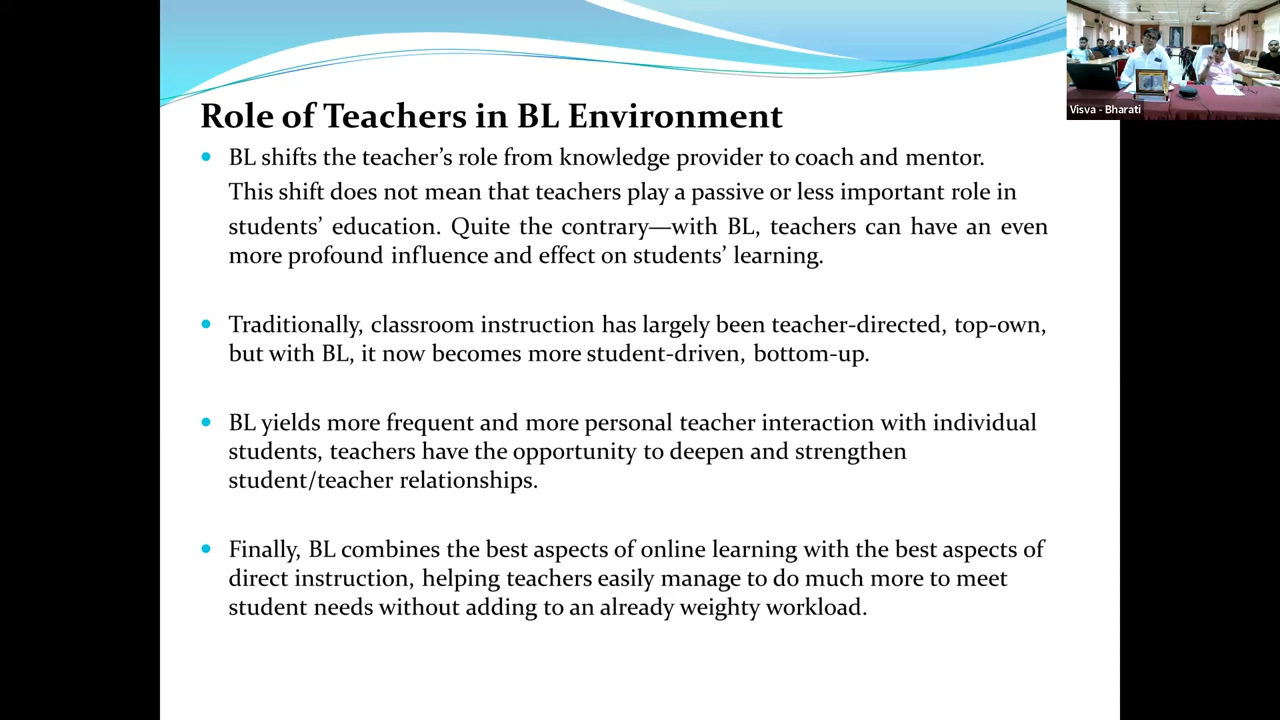 Visva - Bharati
Role of Teachers in BL Environment
BL shifts the teacher’s role from knowledge provider to coach and mentor.
This shift does not mean that teachers play a passive or less important role in
students’ education. Quite the contrary—with BL, teachers can have an even
more profound influence and effect on students’ learning.
Traditionally, classroom instruction has largely been teacher-directed, top-own,
but with BL, it now becomes more student-driven, bottom-up.
BL yields more frequent and more personal teacher interaction with individual
students, teachers have the opportunity to deepen and strengthen
student/teacher relationships.
Finally, BL combines the best aspects of online learning with the best aspects of
direct instruction, helping teachers easily manage to do much more to meet
student needs without adding to an already weighty workload.